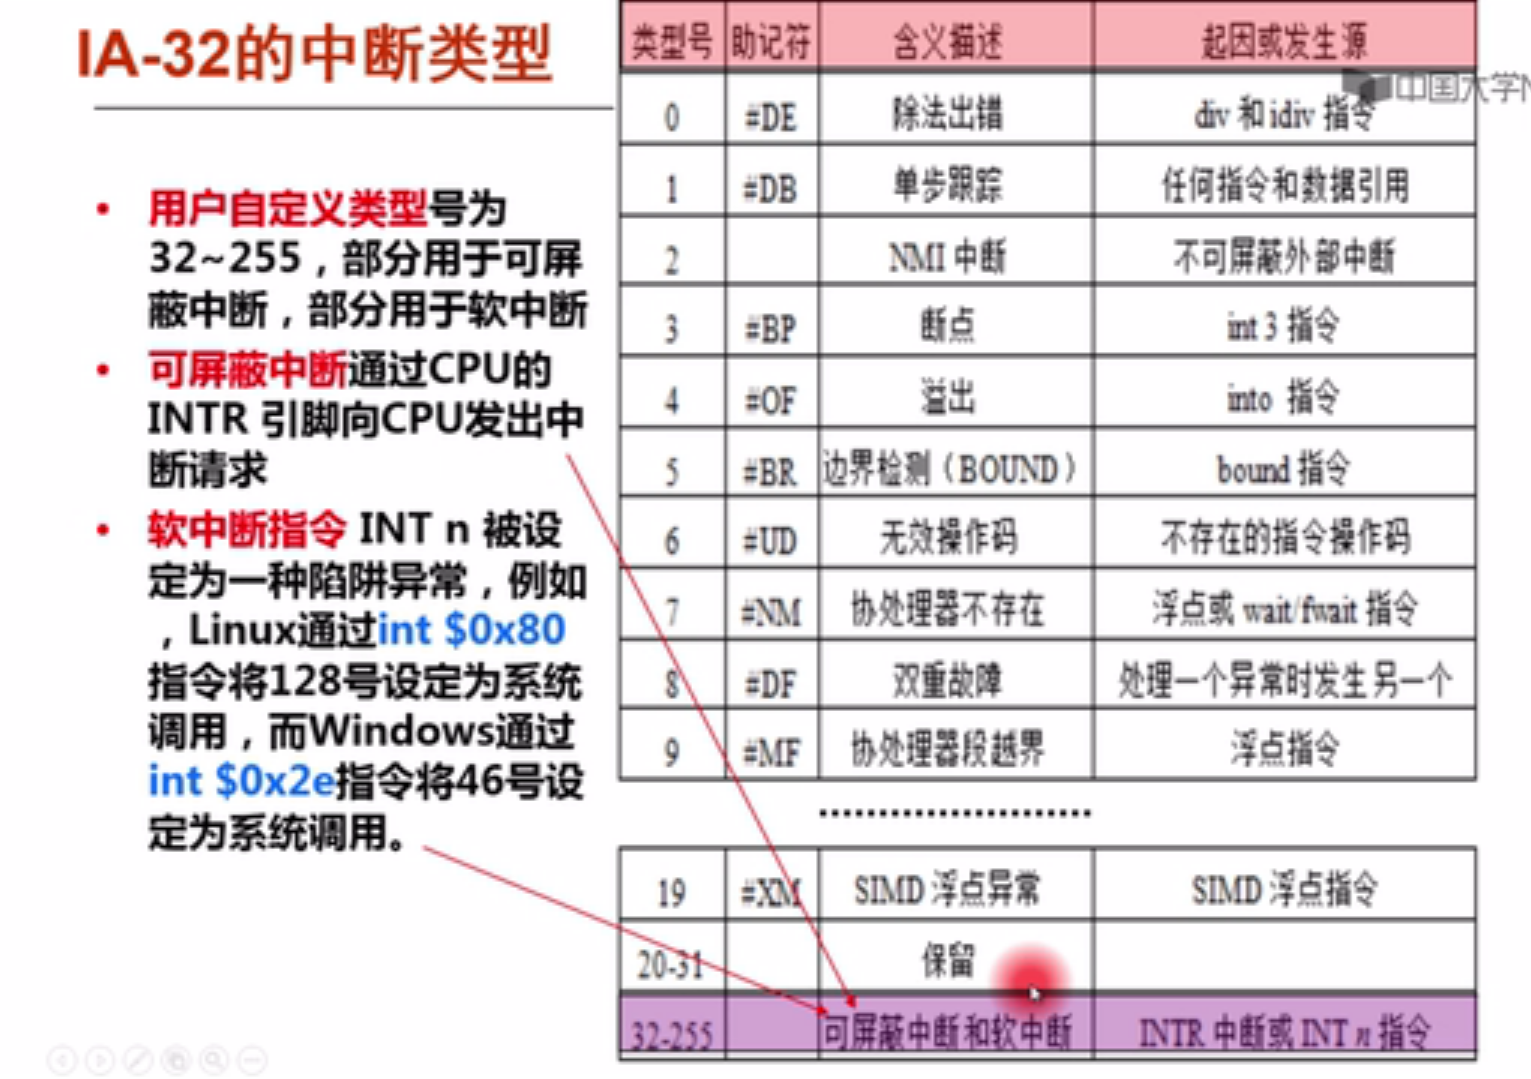 IA-32的中断类型
• 用户自定义类型号为
32~255，部分用于可屏
蔽中断，部分用于软中断
• 可屏蔽中断通过CPU的
INTR 引脚向CPU发出中
断请求
• 软中断指令 INT n 被设
定为一种陷阱异常，例如
，Linux通过int $0x80
指令将128号设定为系统
调用，而Windows通过
int $0x2e指令将46号设
定为系统调用。
类型号 助记符 含义描述 起因或发生源
中国大学M
0 #DE 除法出错 div 和 idiv 指令
1 #DB 单步跟踪 任何指令和数据引用
2 NMI 中断 不可屏蔽外部中断
3 #BP 断点 int 3 指令
4 #OF 溢出 into 指令
5 #BR 边界检测（BOUND） bound 指令
6 #UD 无效操作码 不存在的指令操作码
7 #NM 协处理器不存在 浮点或 wait/fwait 指令
8 #DF 双重故障 处理一个异常时发生另一个
9 #MF 协处理器段越界 浮点指令
······················
19 #XM SIMD 浮点异常 SIMD 浮点指令
20-31 保留
32-255 可屏蔽中断和软中断 INTR 中断或 INT n 指令